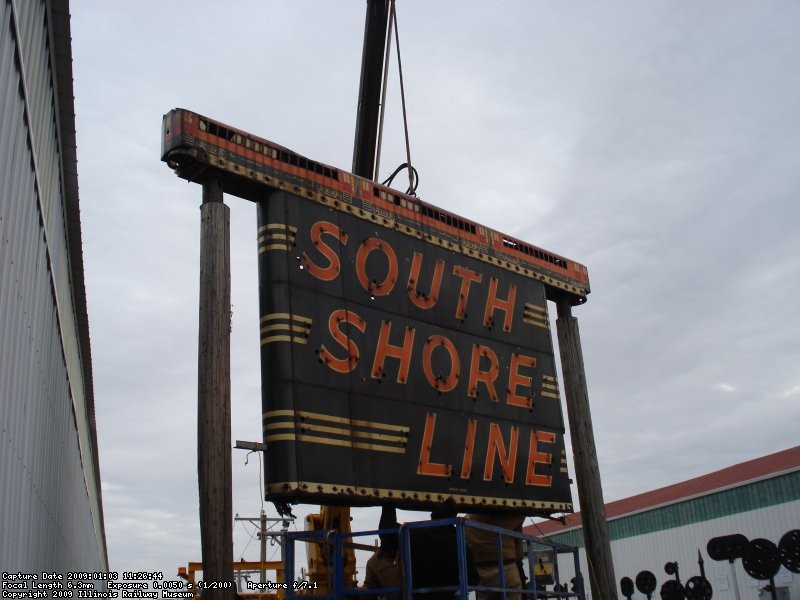 SOUTH
SHORE
LINE
Capture Date 2009:01:03 11:26:44
Focal Length 6.3mm Exposure 0.0050 s (1/200) Aperture f/7.1
Copyright 2009 Illinois Railway Museum